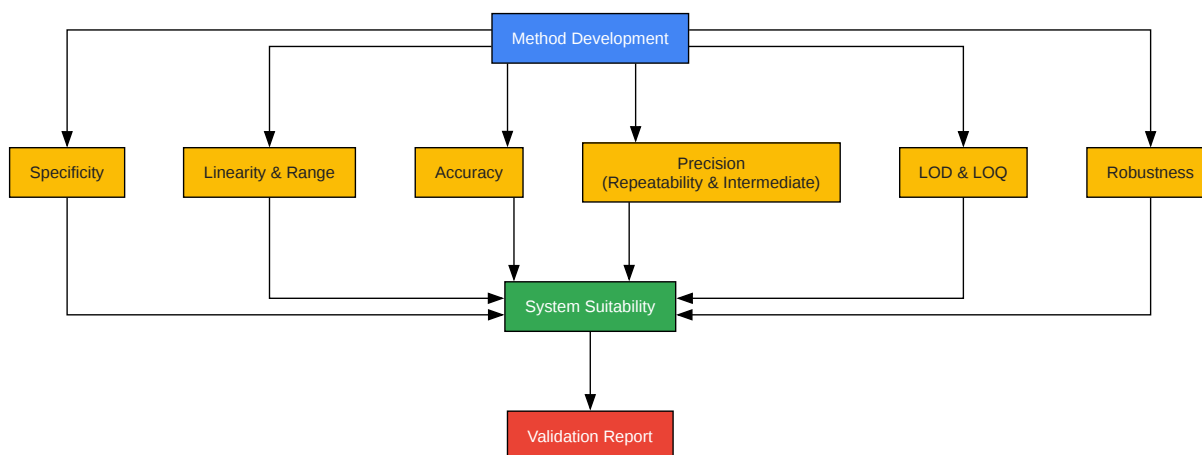 Method Development
Specificity
Linearity & Range
Accuracy
Precision
(Repeatability & Intermediate)
LOD & LOQ
Robustness
System Suitability
Validation Report